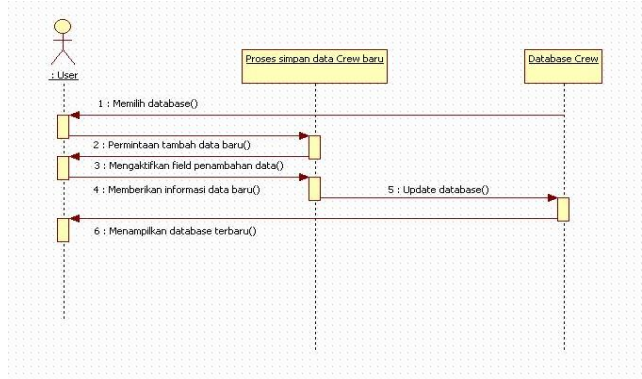 Proses simpan data Crew baru
Database Crew
: User
1 : Memilih database()
2 : Permintaan tambah data baru()
3 : Mengaktifkan field penambahan data()
4 : Memberikan informasi data baru()
5 : Update database()
6 : Menampilkan database terbaru()